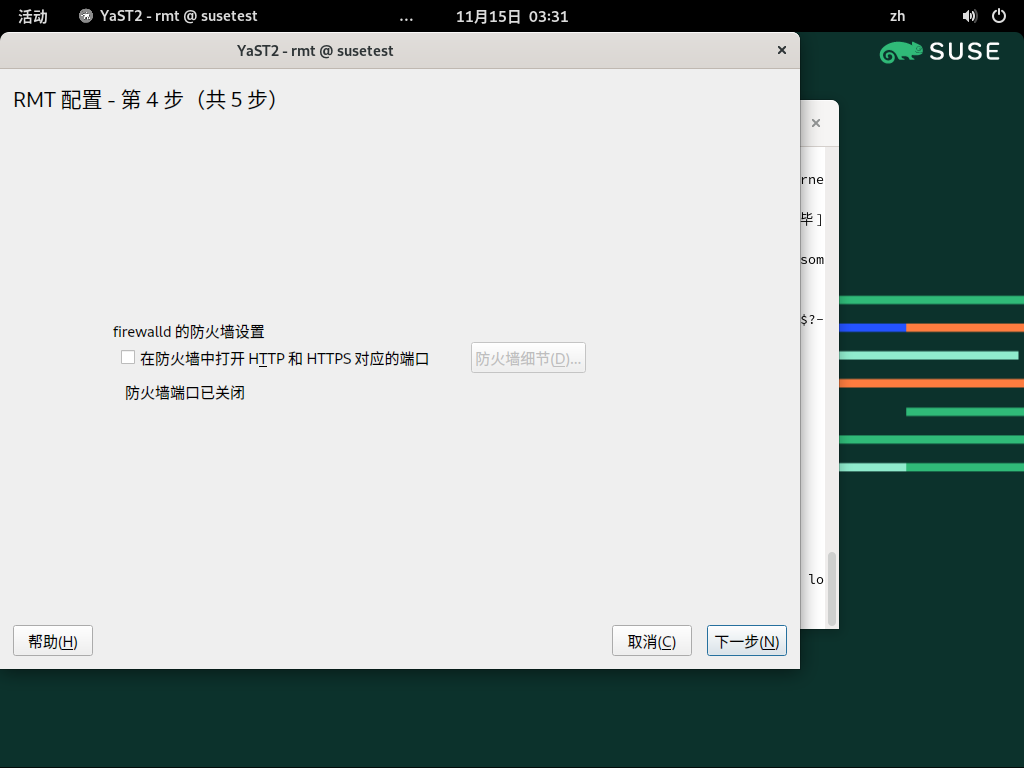 活动
YaST2 - rmt @ susetest
...
11月15日 03:31
zh
SUSE
YaST2 - rmt @ susetest
RMT 配置 - 第 4 步（共 5 步）
rne
毕]
som
$?-
firewalld 的防火墙设置
在防火墙中打开 HTTP 和 HTTPS 对应的端口
防火墙细节(D)...
防火墙端口已关闭
lo
帮助(H)
取消(C)
下一步(N)